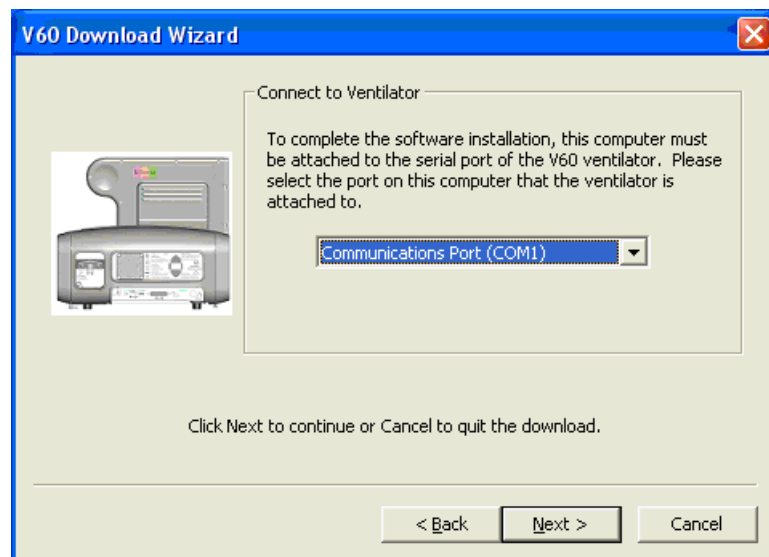 V60 Download Wizard
Connect to Ventilator
To complete the software installation, this computer must
be attached to the serial port of the V60 ventilator.  Please
select the port on this computer that the ventilator is
attached to.
Communications Port (COM1)
Click Next to continue or Cancel to quit the download.
< Back
Next >
Cancel